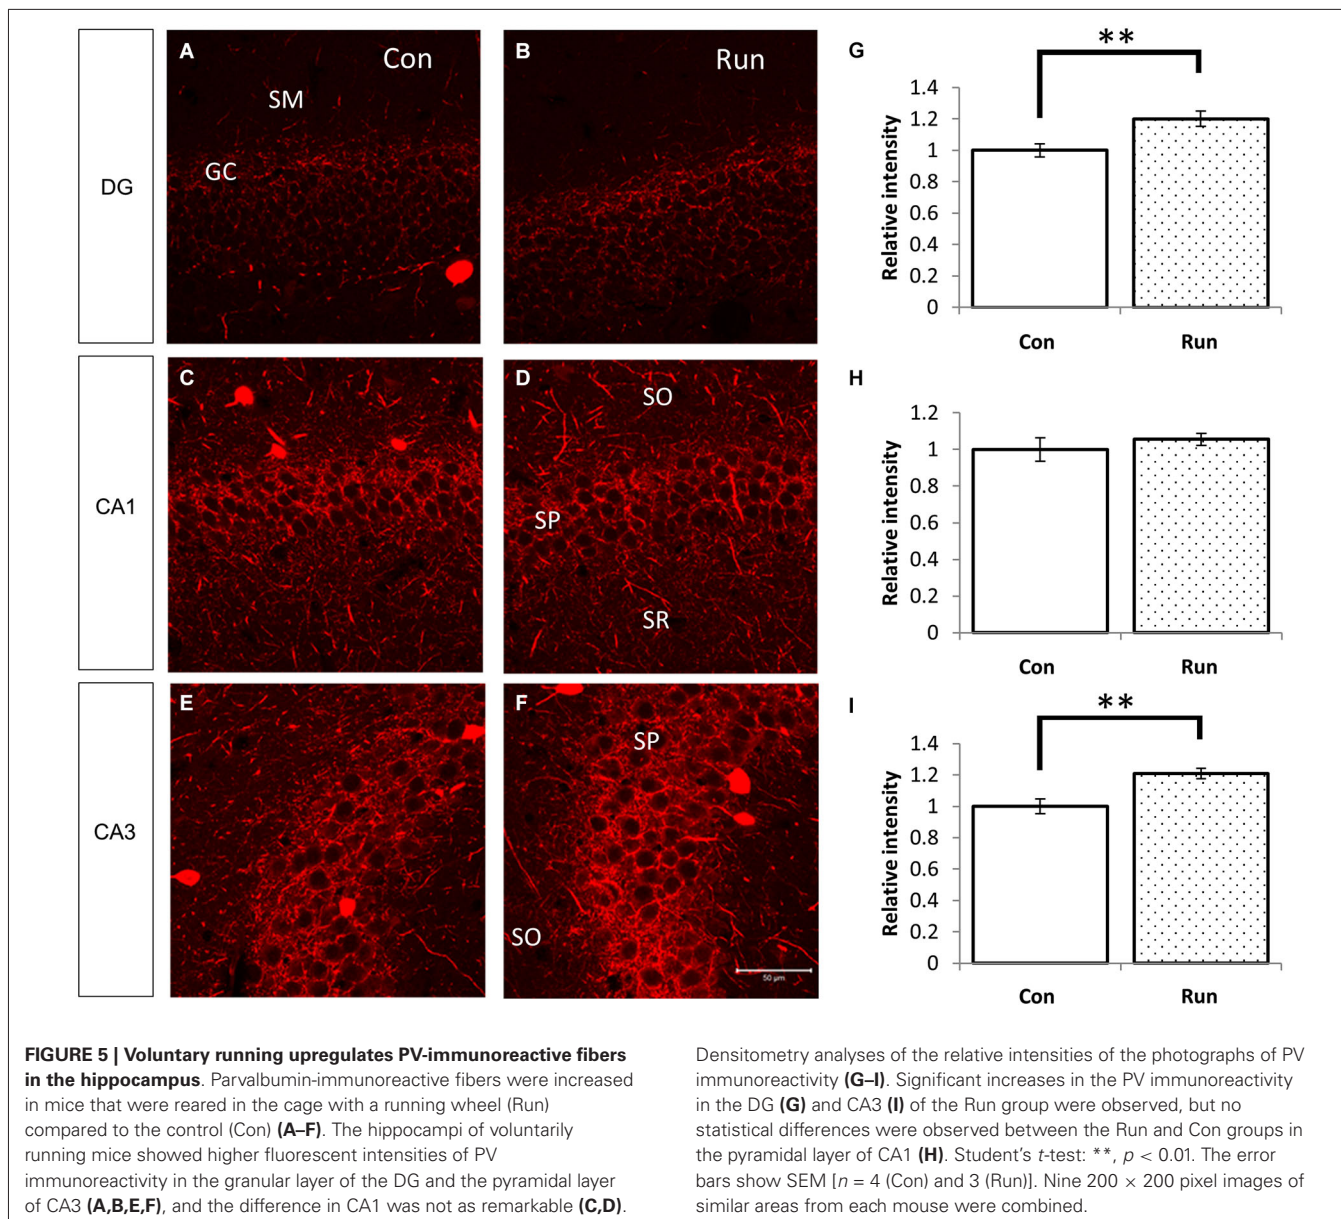 A
Con
SM
GC
B
Run
DG
G
**
Relative intensity
1.4
1.2
1
0.8
0.6
0.4
0.2
0
Con
Run
C
CA1
D
SO
SP
SR
H
Relative intensity
1.2
1
0.8
0.6
0.4
0.2
0
Con
Run
E
CA3
F
SP
SO
50 µm
I
**
Relative intensity
1.4
1.2
1
0.8
0.6
0.4
0.2
0
Con
Run
FIGURE 5 | Voluntary running upregulates PV-immunoreactive fibers
in the hippocampus. Parvalbumin-immunoreactive fibers were increased
in mice that were reared in the cage with a running wheel (Run)
compared to the control (Con) (A–F). The hippocampi of voluntarily
running mice showed higher fluorescent intensities of PV
immunoreactivity in the granular layer of the DG and the pyramidal layer
of CA3 (A,B,E,F), and the difference in CA1 was not as remarkable (C,D).
Densitometry analyses of the relative intensities of the photographs of PV
immunoreactivity (G–I). Significant increases in the PV immunoreactivity
in the DG (G) and CA3 (I) of the Run group were observed, but no
statistical differences were observed between the Run and Con groups in
the pyramidal layer of CA1 (H). Student's t-test: **, p < 0.01. The error
bars show SEM [n = 4 (Con) and 3 (Run)]. Nine 200 × 200 pixel images of
similar areas from each mouse were combined.